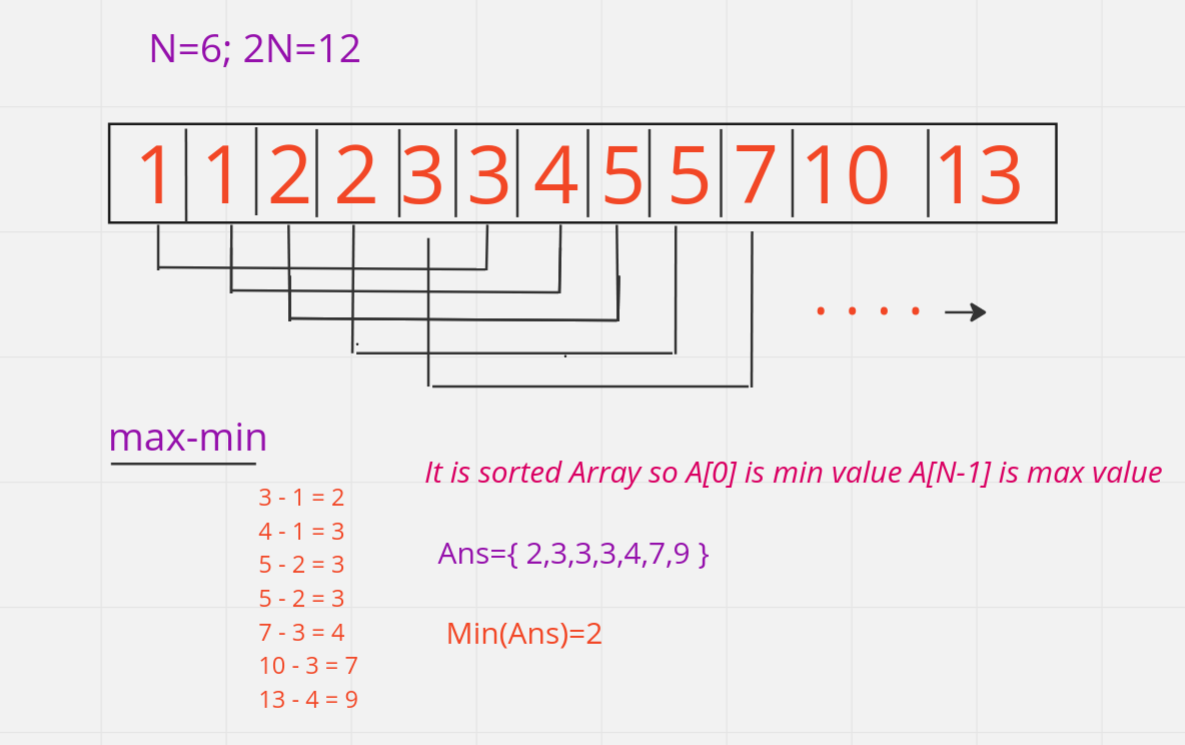 N=6; 2N=12
1 1 2 2 3 3 4 5 5 7 10 13
max-min
It is sorted Array so A[0] is min value A[N-1] is max value
3 - 1 = 2
4 - 1 = 3
5 - 2 = 3
5 - 2 = 3
7 - 3 = 4
10 - 3 = 7
13 - 4 = 9
Ans={ 2,3,3,3,4,7,9 }
Min(Ans)=2